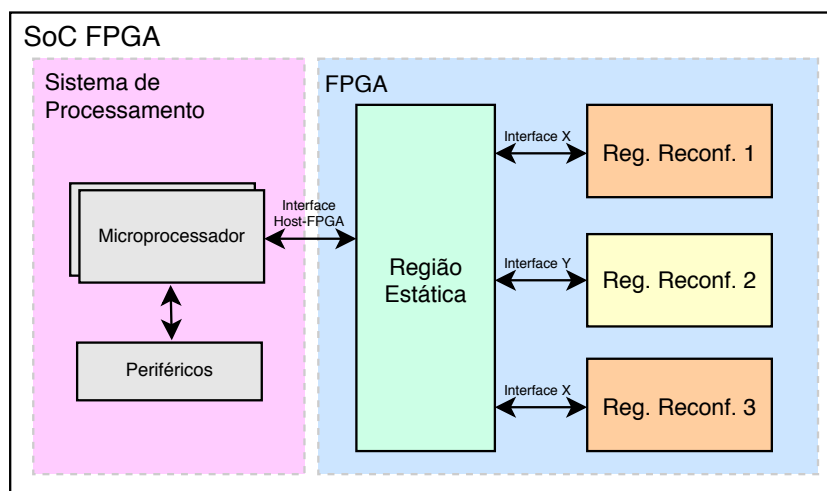 SoC FPGA
Sistema de
Processamento
Microprocessador
Periféricos
Interface
Host-FPGA
FPGA
Região
Estática
Interface X
Reg. Reconf. 1
Interface Y
Reg. Reconf. 2
Interface X
Reg. Reconf. 3